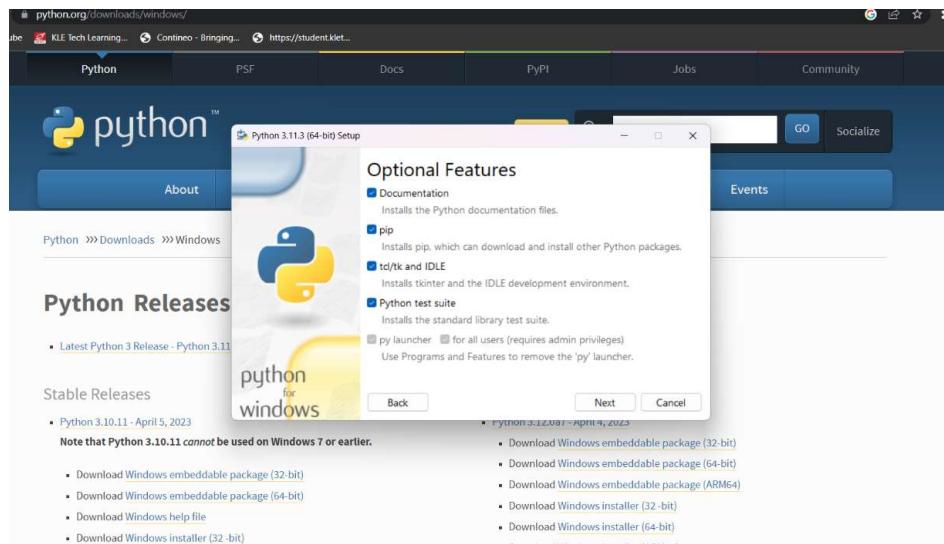 python.org/downloads/windows/
ube KLE Tech Learning... Contineo - Bringing... https://student.klet...
Python PSF Docs PyPI Jobs Community
python™
GO Socialize
About Events
Python >>> Downloads >>> Windows
Python Releases
Latest Python 3 Release - Python 3.11
Stable Releases
Python 3.10.11 - April 5, 2023
Note that Python 3.10.11 cannot be used on Windows 7 or earlier.
Download Windows embeddable package (32-bit)
Download Windows embeddable package (64-bit)
Download Windows help file
Download Windows installer (32 -bit)
Python 3.11.3 (64-bit) Setup
Optional Features
Documentation
Installs the Python documentation files.
pip
Installs pip, which can download and install other Python packages.
tcl/tk and IDLE
Installs tkinter and the IDLE development environment.
Python test suite
Installs the standard library test suite.
py launcher for all users (requires admin privileges)
Use Programs and Features to remove the 'py' launcher.
python
for
windows
Back Next Cancel
Python 3.12.0a7 - April 4, 2023
Download Windows embeddable package (32-bit)
Download Windows embeddable package (64-bit)
Download Windows embeddable package (ARM64)
Download Windows installer (32 -bit)
Download Windows installer (64-bit)